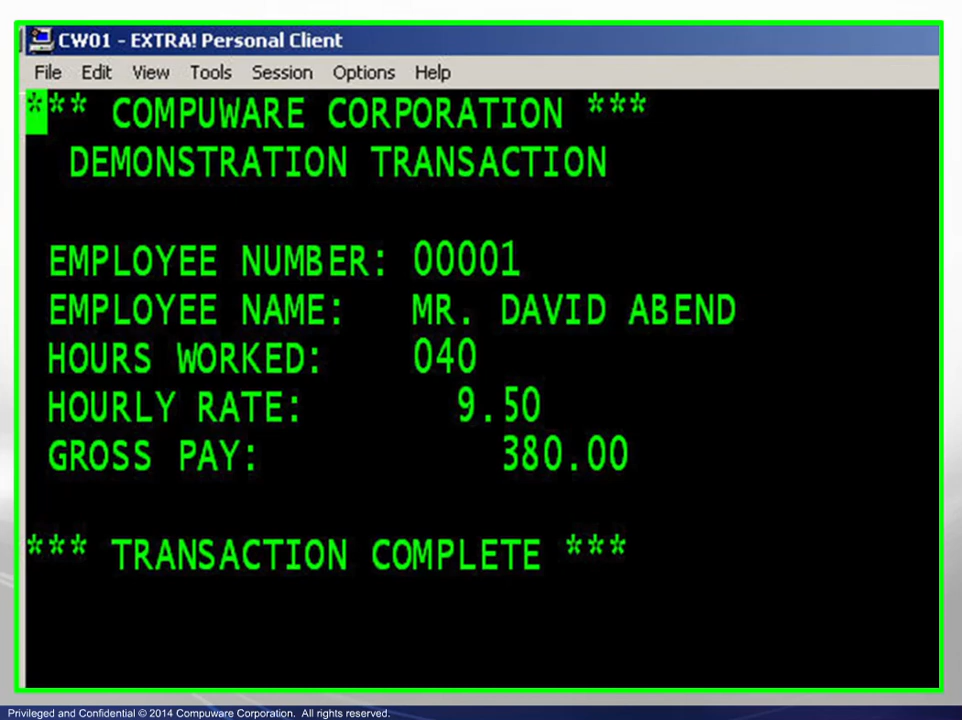 CW01 - EXTRA! Personal Client
File Edit View Tools Session Options Help
*** COMPUWARE CORPORATION ***
DEMONSTRATION TRANSACTION
EMPLOYEE NUMBER: 00001
EMPLOYEE NAME: MR. DAVID ABEND
HOURS WORKED: 040
HOURLY RATE: 9.50
GROSS PAY: 380.00
*** TRANSACTION COMPLETE ***
Privileged and Confidential © 2014 Compuware Corporation. All rights reserved.